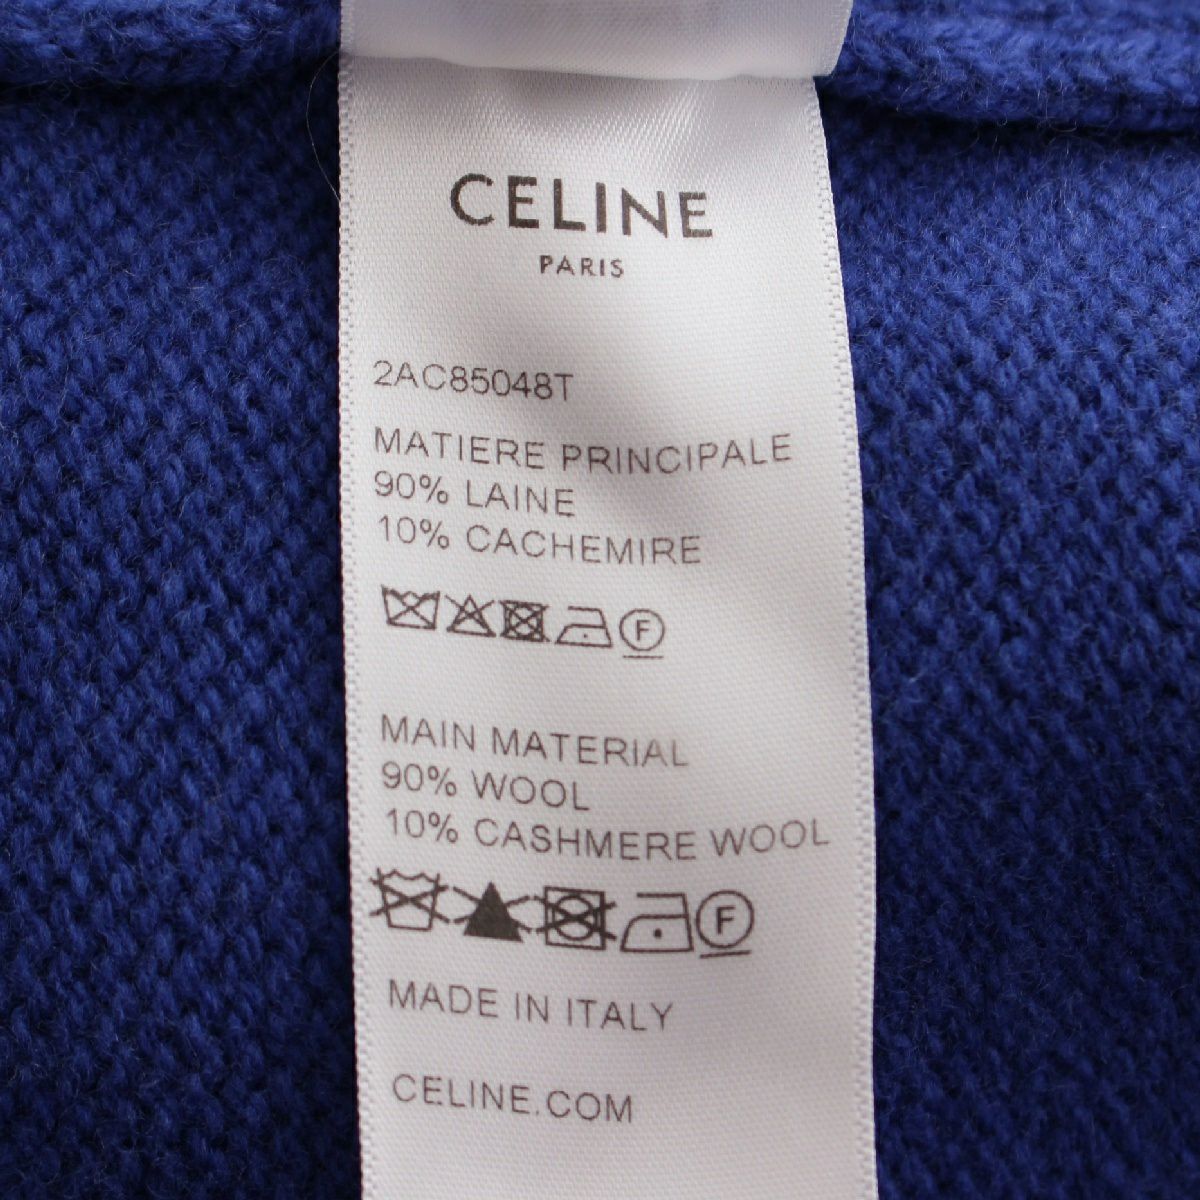 CELINE
PARIS
2AC85048T
MATIERE PRINCIPALE
90% LAINE
10% CACHEMIRE
F
MAIN MATERIAL
90% WOOL
10% CASHMERE WOOL
F
MADE IN ITALY
CELINE.COM